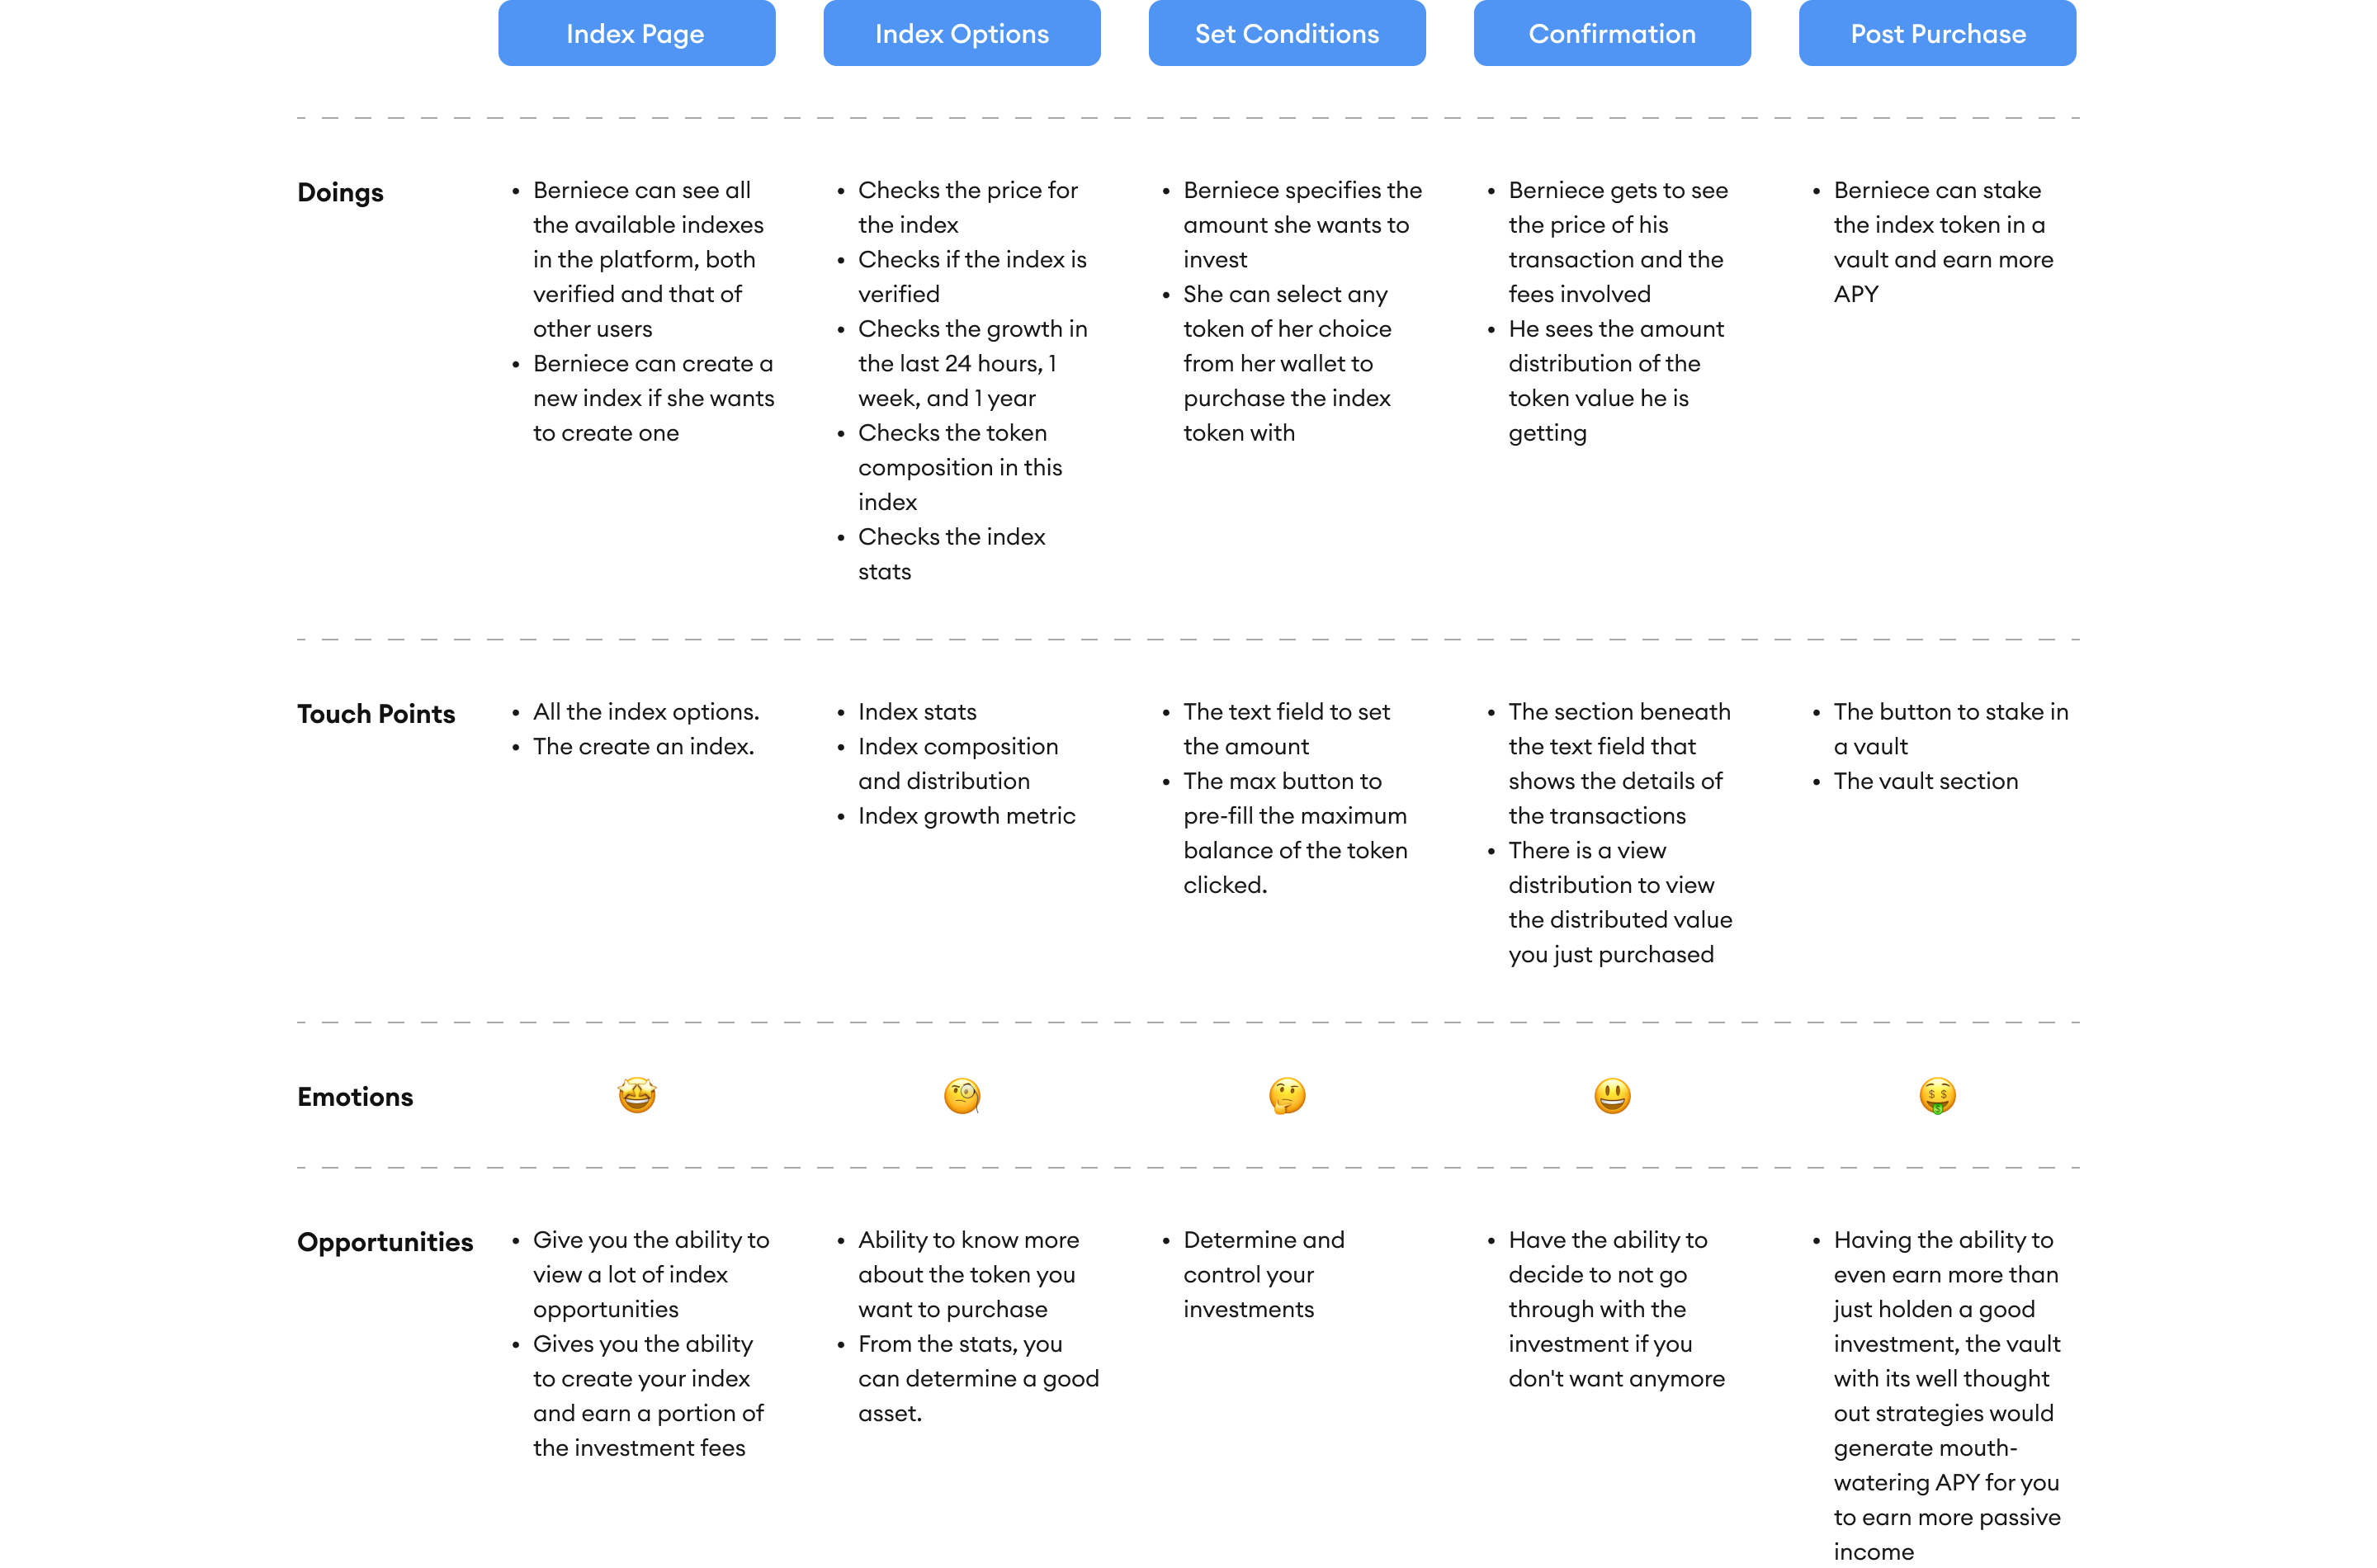 Index Page
Index Options
Set Conditions
Confirmation
Post Purchase
Doings
• Berniece can see all
the available indexes
in the platform, both
verified and that of
other users
• Berniece can create a
new index if she wants
to create one
• Checks the price for
the index
• Checks if the index is
verified
• Checks the growth in
the last 24 hours, 1
week, and 1 year
• Checks the token
composition in this
index
• Checks the index
stats
• Berniece specifies the
amount she wants to
invest
• She can select any
token of her choice
from her wallet to
purchase the index
token with
• Berniece gets to see
the price of his
transaction and the
fees involved
• He sees the amount
distribution of the
token value he is
getting
• Berniece can stake
the index token in a
vault and earn more
APY
Touch Points
• All the index options.
• The create an index.
• Index stats
• Index composition
and distribution
• Index growth metric
• The text field to set
the amount
• The max button to
pre-fill the maximum
balance of the token
clicked.
• The section beneath
the text field that
shows the details of
the transactions
• There is a view
distribution to view
the distributed value
you just purchased
• The button to stake in
a vault
• The vault section
Emotions
Opportunities
• Give you the ability to
view a lot of index
opportunities
• Gives you the ability
to create your index
and earn a portion of
the investment fees
• Ability to know more
about the token you
want to purchase
• From the stats, you
can determine a good
asset.
• Determine and
control your
investments
• Have the ability to
decide to not go
through with the
investment if you
don't want anymore
• Having the ability to
even earn more than
just holden a good
investment, the vault
with its well thought
out strategies would
generate mouth-
watering APY for you
to earn more passive
income